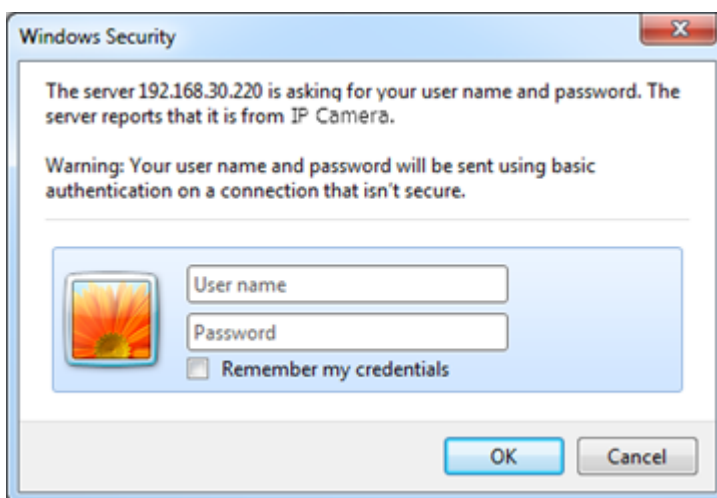 Windows Security
The server 192.168.30.220 is asking for your user name and password. The
server reports that it is from IP Camera.
Warning: Your user name and password will be sent using basic
authentication on a connection that isn't secure.
User name
Password
Remember my credentials
OK Cancel